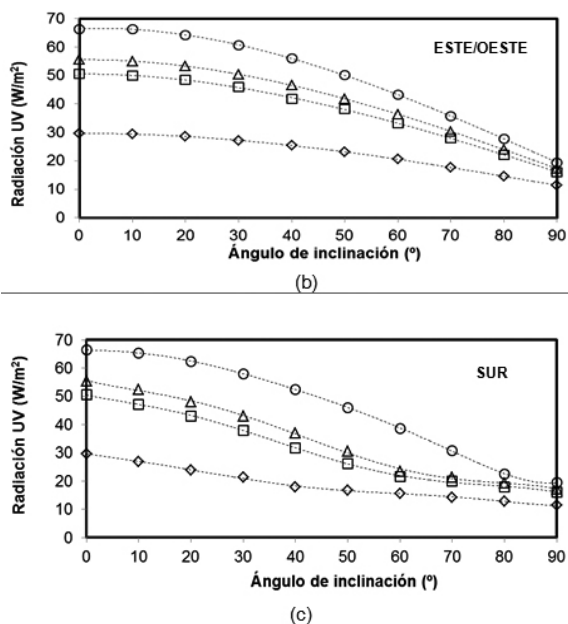 Radiación UV (W/m²)
70
60
50
40
30
20
10
0
ESTE/OESTE
0 10 20 30 40 50 60 70 80 90
Ángulo de inclinación (º)
(b)
Radiación UV (W/m²)
70
60
50
40
30
20
10
0
SUR
0 10 20 30 40 50 60 70 80 90
Ángulo de inclinación (º)
(c)